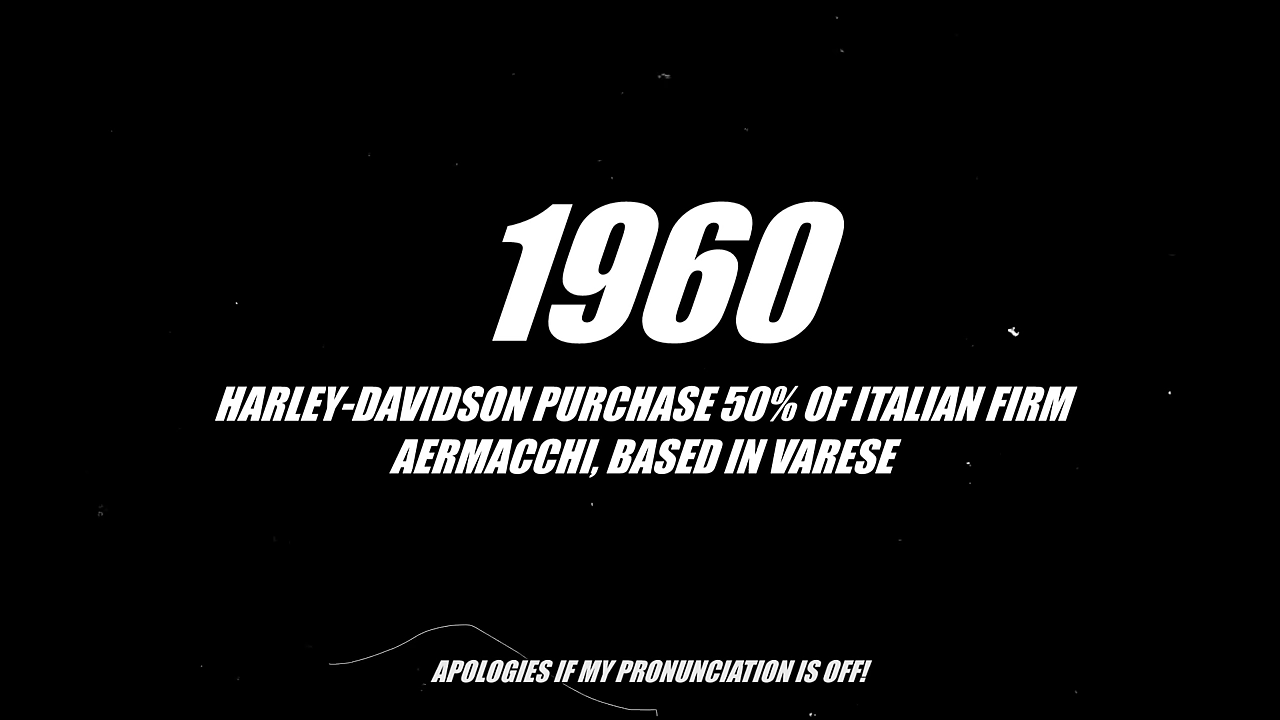 1960
HARLEY-DAVIDSON PURCHASE 50% OF ITALIAN FIRM
AERMACCHI, BASED IN VARESE
APOLOGIES IF MY PRONUNCIATION IS OFF!